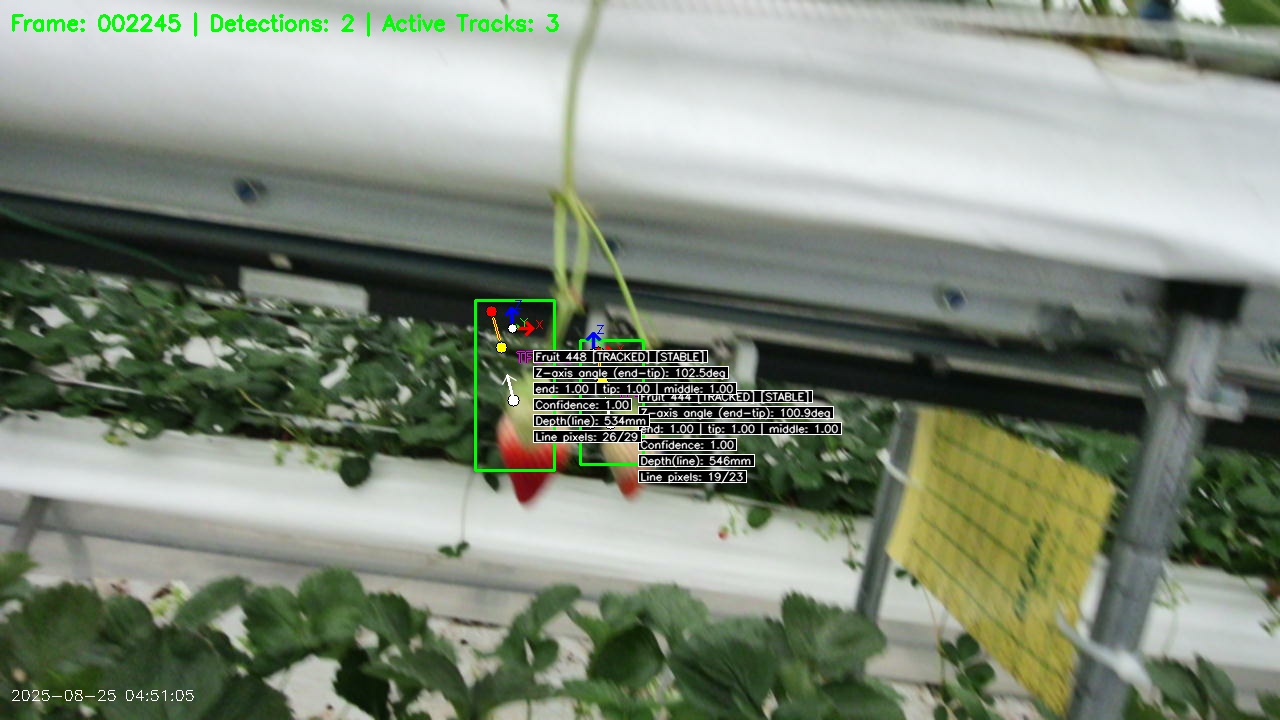 Frame: 002245 | Detections: 2 | Active Tracks: 3
Z
X
Z
Fruit 448 [TRACKED] [STABLE]
Z-axis angle (end-tip): 102.5deg
end: 1.00 | tip: 1.00 | middle: 1.00
Confidence: 1.00
Depth(line): 534mm
Line pixels: 26/29
Fruit 444 [TRACKED] [STABLE]
Z-axis angle (end-tip): 100.9deg
end: 1.00 | tip: 1.00 | middle: 1.00
Confidence: 1.00
Depth(line): 546mm
Line pixels: 19/23
2025-08-25 04:51:05